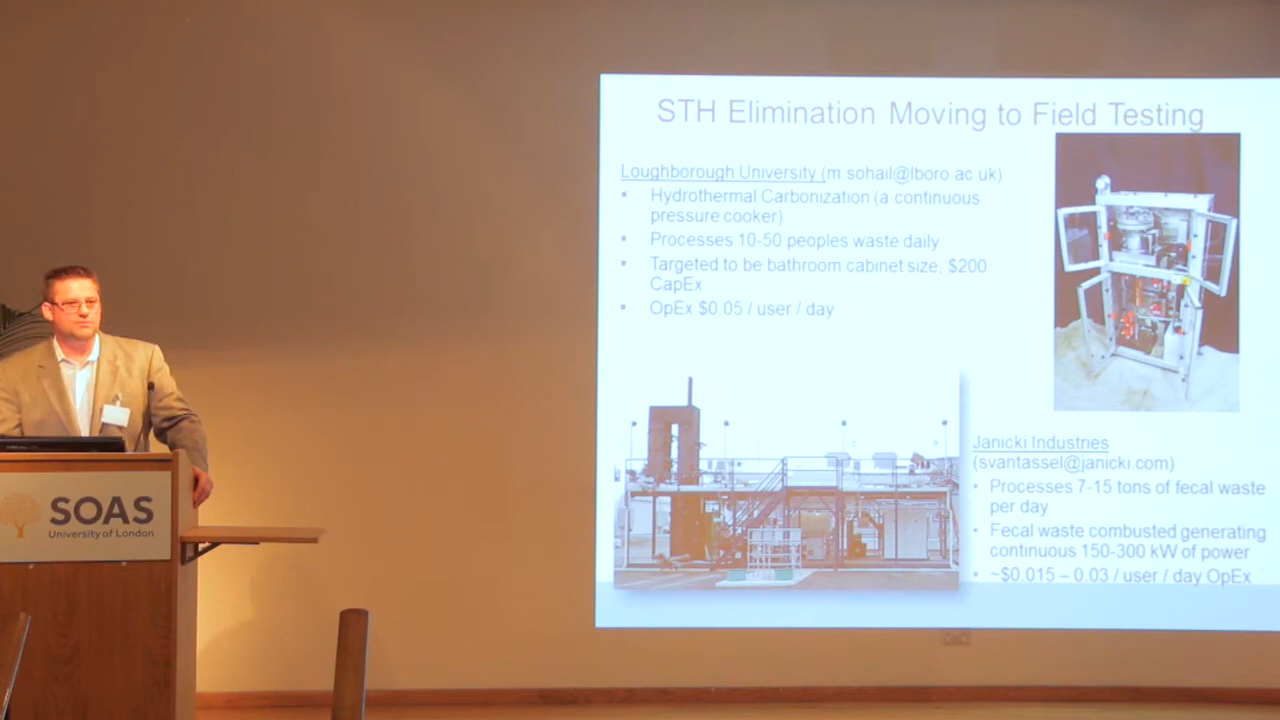 STH Elimination Moving to Field Testing
Loughborough University (m.sohail@lboro.ac.uk)
▪ Hydrothermal Carbonization (a continuous
pressure cooker)
▪ Processes 10-50 peoples waste daily
▪ Targeted to be bathroom cabinet size, $200
CapEx
▪ OpEx $0.05 / user / day
Janicki Industries
(svantassel@janicki.com)
• Processes 7-15 tons of fecal waste
per day
• Fecal waste combusted generating
continuous 150-300 kW of power
• ~$0.015 – 0.03 / user / day OpEx
SOAS
University of London